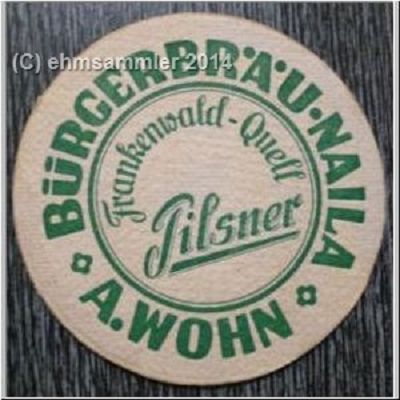 (C) ehmsammler 2014
BÜRGERBRÄU·NAILA
A.WOHN
Frankenwald-Quell
Pilsner